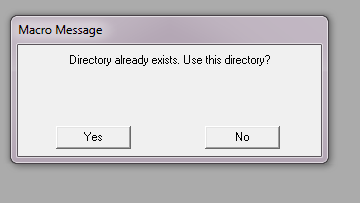 Macro Message
Directory already exists. Use this directory?
Yes
No